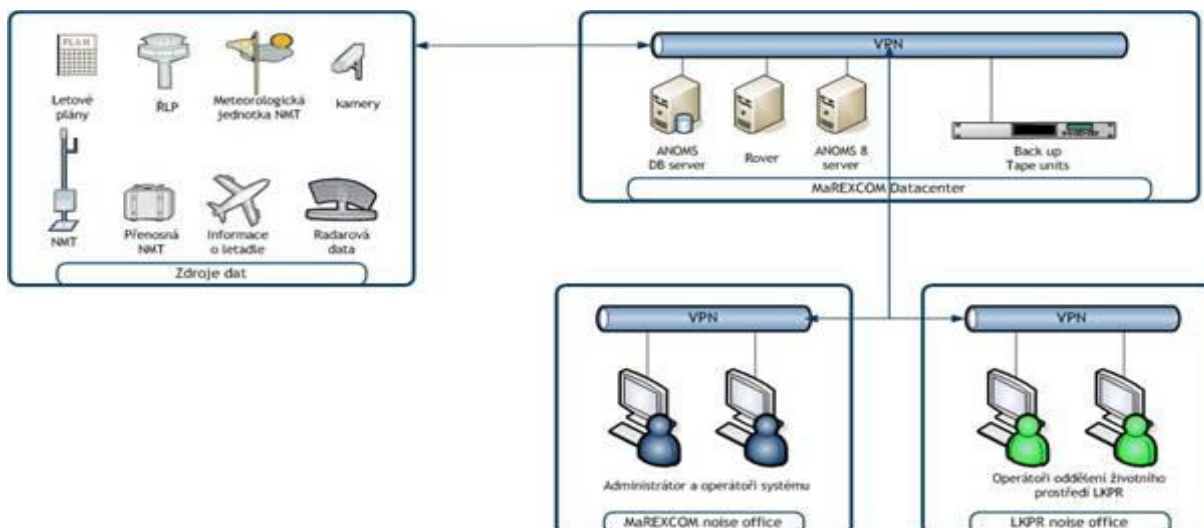 PLAN
Letové
plány
ŘLP
Meteorologická
jednotka NMT
kamery
NMT
Přenosná
NMT
Informace
o letadle
Radarová
data
Zdroje dat
VPN
ANOMS
DB server
Rover
ANOMS 8
server
Back up
Tape units
MaREXCOM Datacenter
VPN
Administrátor a operátoři systému
MaREXCOM noise office
VPN
Operátoři oddělení životního
prostředí LKPR
LKPR noise office